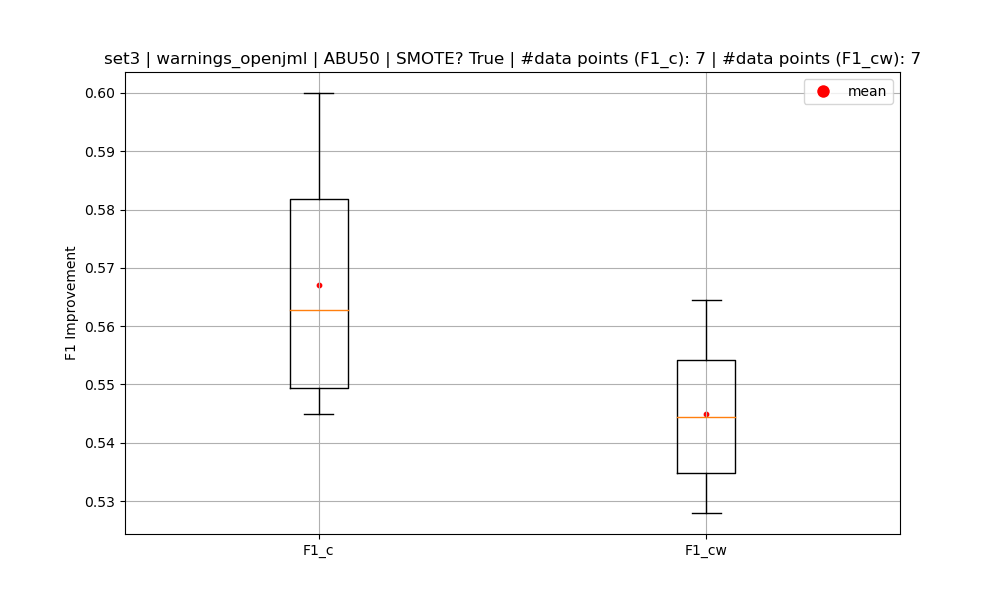 set3 | warnings_openjml | ABU50 | SMOTE? True | #data points (F1_c): 7 | #data points (F1_cw): 7
mean
0.60
0.59
0.58
0.57
0.56
0.55
0.54
0.53
F1 Improvement
F1_c
F1_cw